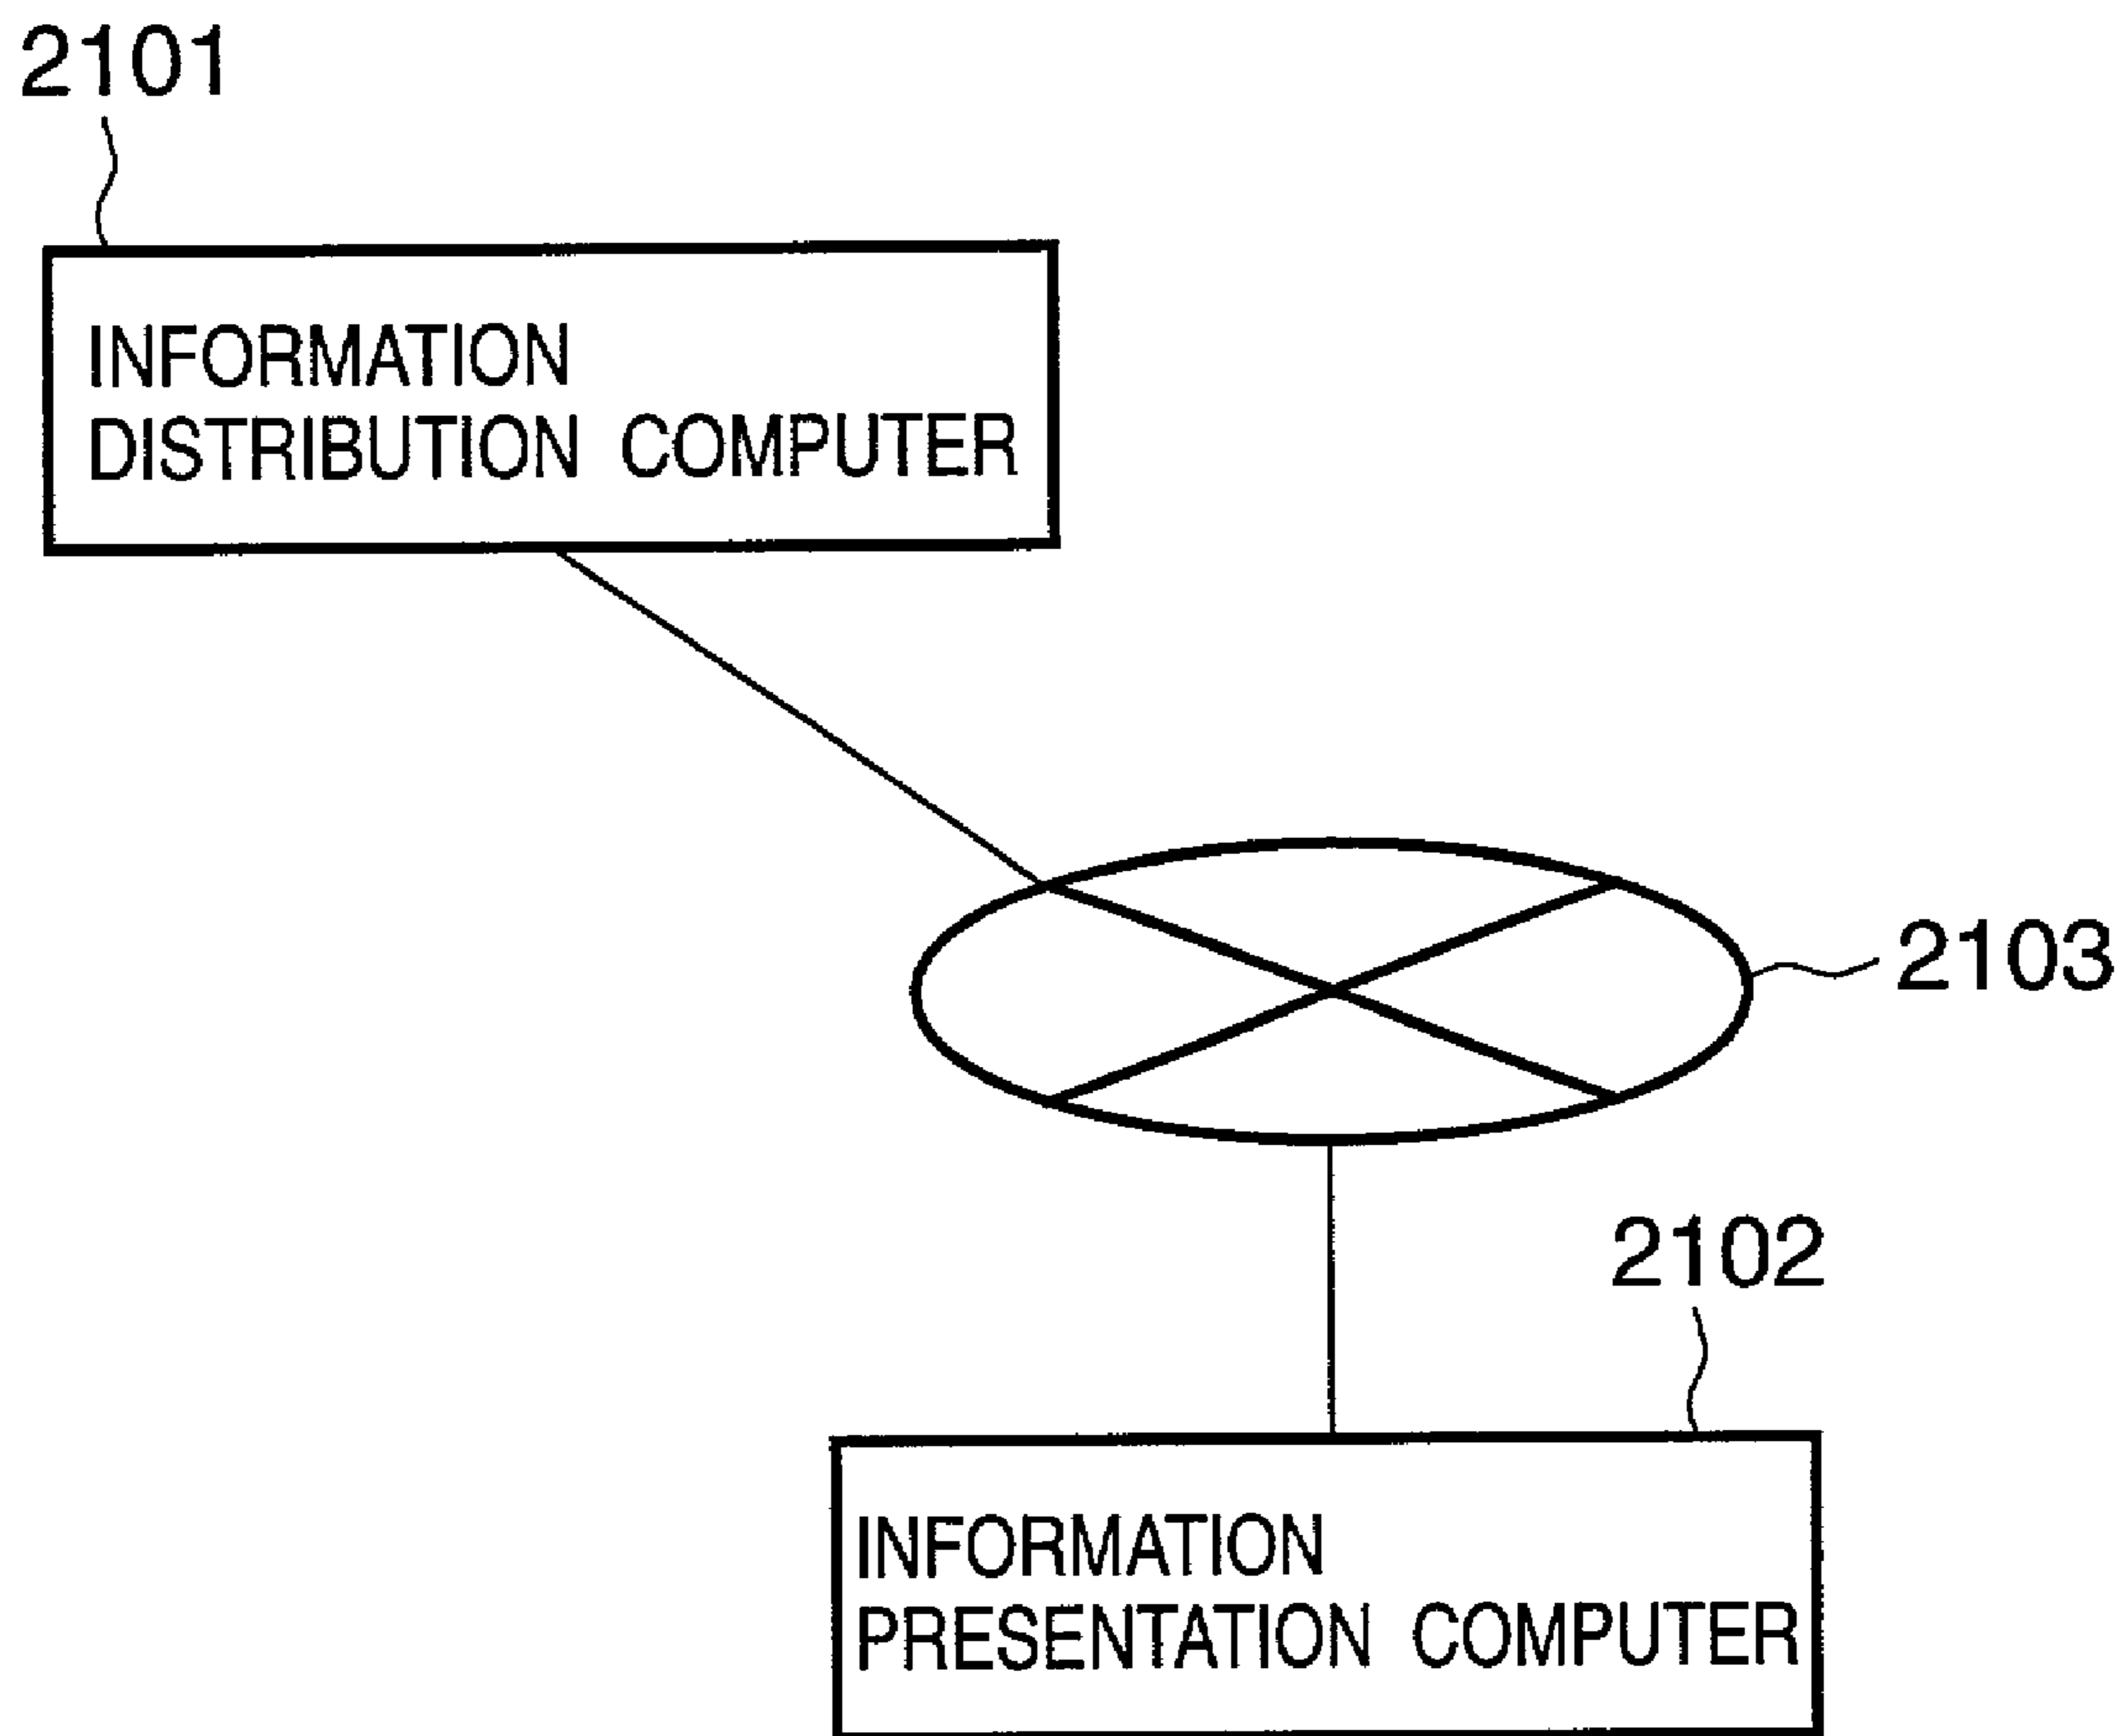 2101
INFORMATION
DISTRIBUTION COMPUTER
2103
2102
INFORMATION
PRESENTATION COMPUTER